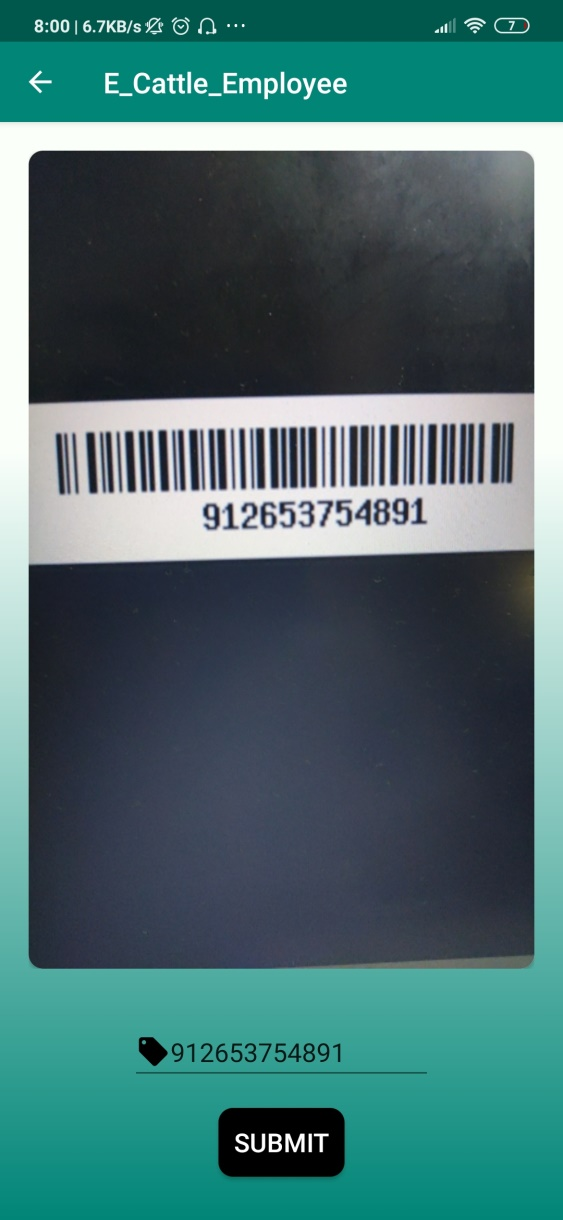 8:00 | 6.7KB/s ...
7
E_Cattle_Employee
912653754891
912653754891
SUBMIT